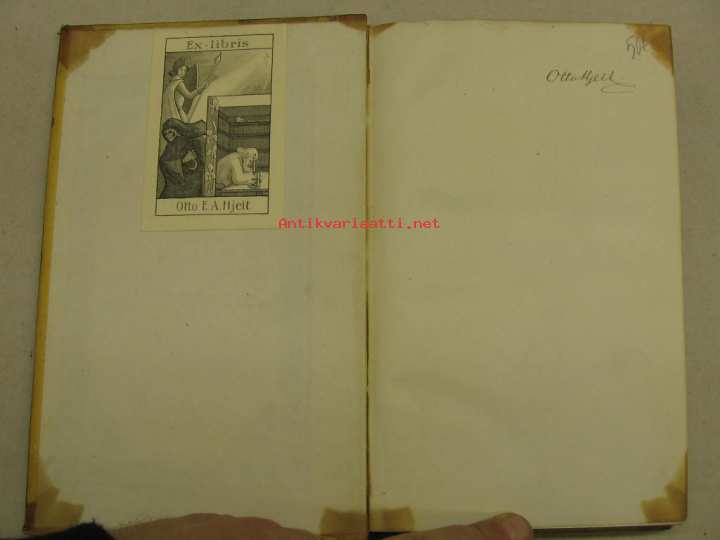 Ex-libris
Otto E.A. Hjelt
Otto Hjelt
Antikvariaatti.net